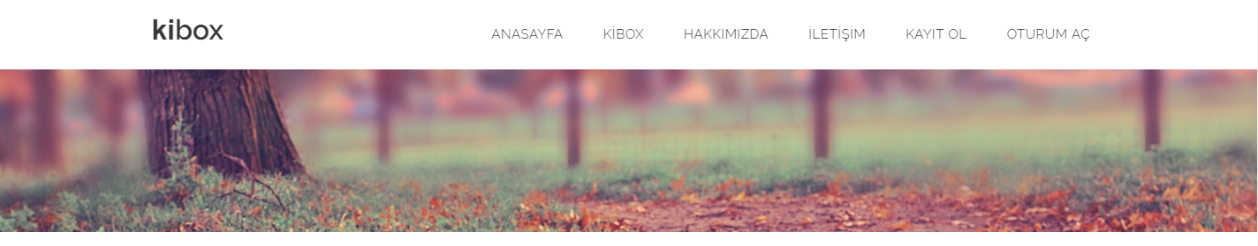 kibox
ANASAYFA KİBOX HAKKIMIZDA İLETİŞİM KAYIT OL OTURUM AÇ